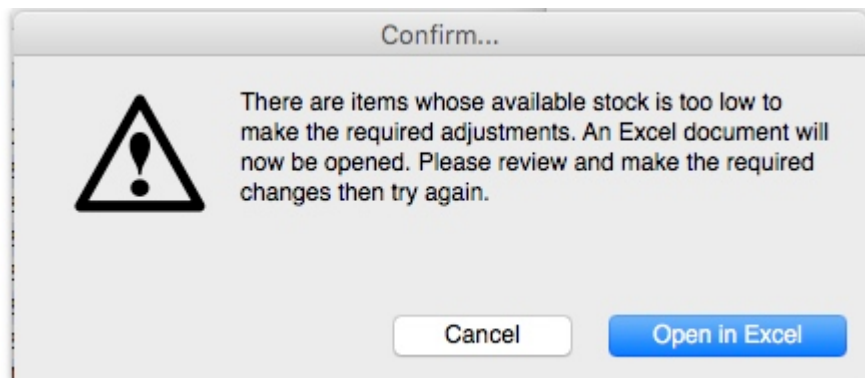 Confirm...
There are items whose available stock is too low to
make the required adjustments. An Excel document will
now be opened. Please review and make the required
changes then try again.
Cancel
Open in Excel